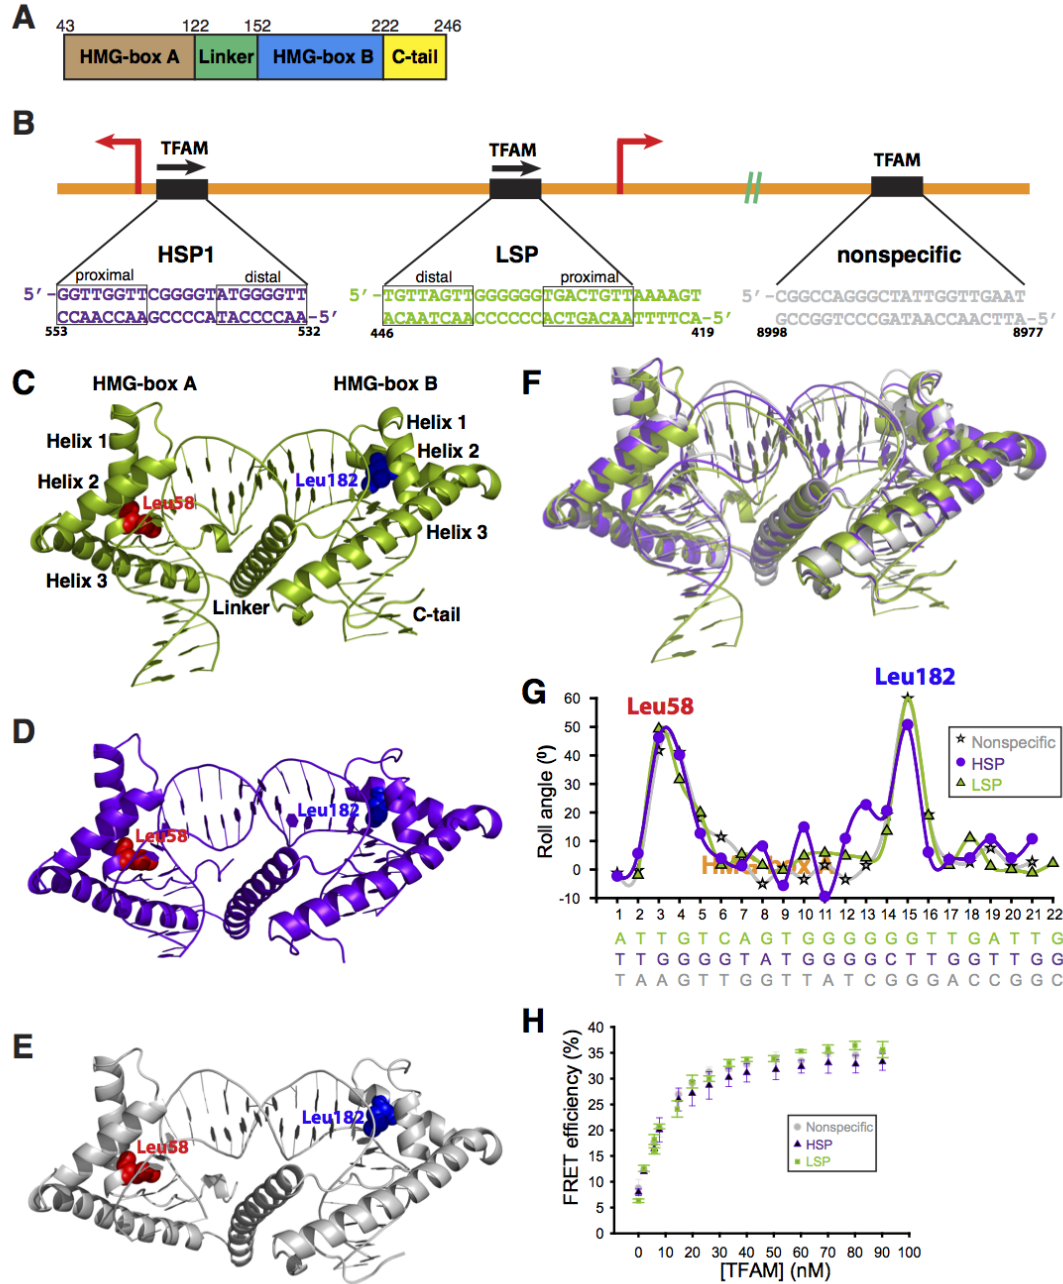 A
43 122 152 222 246
HMG-box A Linker HMG-box B C-tail
B
TFAM TFAM TFAM
HSP1 LSP nonspecific
proximal distal distal proximal
5'-GGTTGGTTCGGGGTATGGGGTT 5'-TGTTAGTTGGGGGGTGACTGTTAAAAGT 5'-CGGCCAGGGCTATTGGTTGAAT
CCAACCAAGCCCCATACCCCAA-5' ACAATCAACCCCCCACTGACAATTTTCA-5' GCCGGTCCCGATAACCAACTTA-5'
553 532 446 419 8998 8977
C
HMG-box A HMG-box B
Helix 1 Helix 1
Helix 2 Helix 2
Leu182
Leu58
Helix 3
Helix 3
Linker C-tail
D
Leu182
Leu58
E
Leu182
Leu58
F
G
Leu58 Leu182
Roll angle (º)
60
50
40
30
20
10
0
-10
Nonspecific
HSP
LSP
HMG-box A
1 2 3 4 5 6 7 8 9 10 11 12 13 14 15 16 17 18 19 20 21 22
A T T G T C A G T G G G G G G T T G A T T G
T T G G G G T A T G G G G C T T G G T T G G
T A A G T T G G T T A T C G G G A C C G G C
H
FRET efficiency (%)
40
35
30
25
20
15
10
5
0
Nonspecific
HSP
LSP
0 10 20 30 40 50 60 70 80 90 100
[TFAM] (nM)